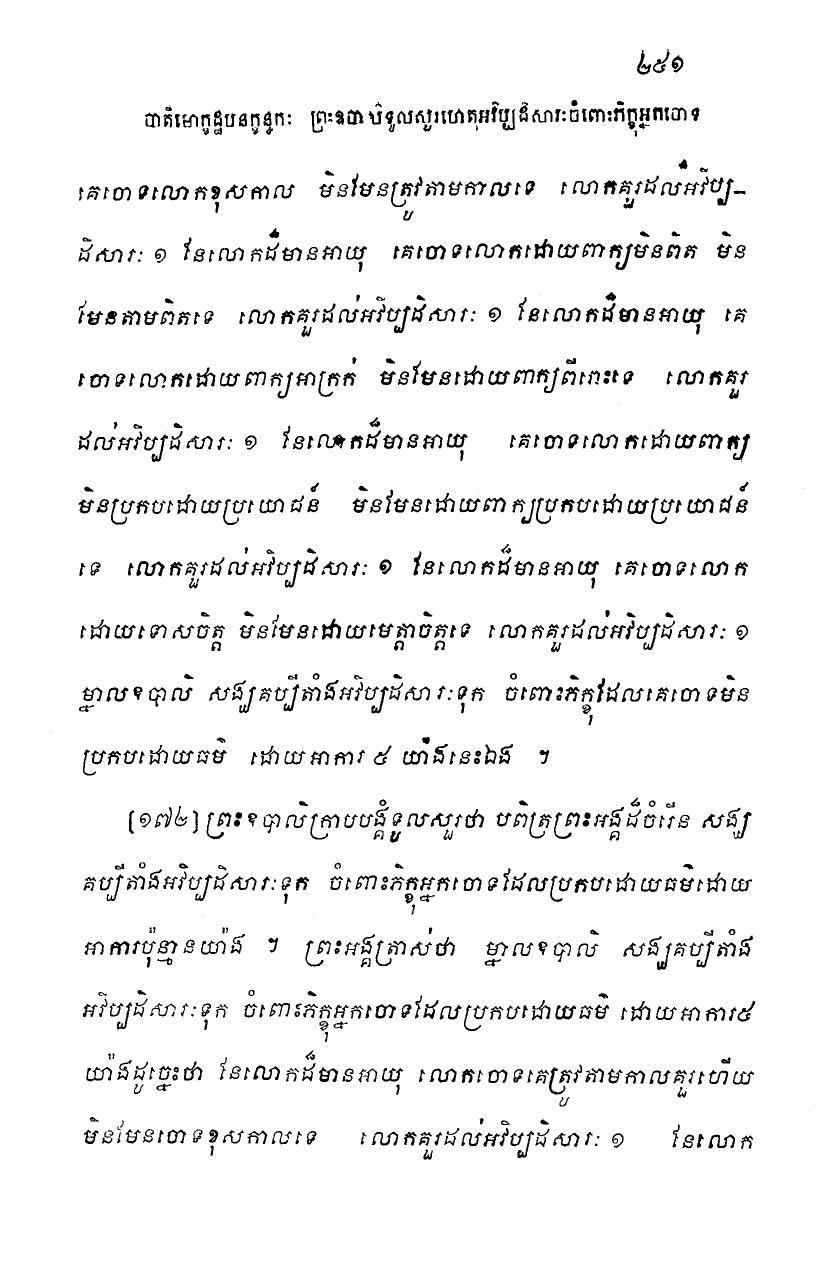 ២៥១
បាតិមោក្ខដ្ឋបនក្ខន្ធកៈ ព្រះឧបាលិទូលសួរហេតុអវិប្បដិសារៈចំពោះភិក្ខុអ្នកចោទ
គេចោទលោកខុសកាល មិនមែនត្រូវតាមកាលទេ លោកគួរដល់អវិប្ប-
ដិសារៈ ១ នែលោកដ៏មានអាយុ គេចោទលោកដោយពាក្យមិនពិត មិន
មែនតាមពិតទេ លោកគួរដល់អវិប្បដិសារៈ ១ នែលោកដ៏មានអាយុ គេ
ចោទលោកដោយពាក្យអាក្រក់ មិនមែនដោយពាក្យពីរោះទេ លោកគួរ
ដល់អវិប្បដិសារៈ ១ នែលោកដ៏មានអាយុ គេចោទលោកដោយពាក្យ
មិនប្រកបដោយប្រយោជន៍ មិនមែនដោយពាក្យប្រកបដោយប្រយោជន៍
ទេ លោកគួរដល់អវិប្បដិសារៈ ១ នែលោកដ៏មានអាយុ គេចោទលោក
ដោយទោសចិត្ត មិនមែនដោយមេត្តាចិត្តទេ លោកគួរដល់អវិប្បដិសារៈ ១
ម្នាលឧបាលិ សង្ឃគប្បីតាំងអវិប្បដិសារៈទុក ចំពោះភិក្ខុដែលគេចោទមិន
ប្រកបដោយធម៌ ដោយអាការ ៥ យ៉ាងនេះឯង ។
[១៧៤] ព្រះឧបាលិក្រាបបង្គំទូលសួរថា បពិត្រព្រះអង្គដ៏ចំរើន សង្ឃ
គប្បីតាំងអវិប្បដិសារៈទុក ចំពោះភិក្ខុអ្នកចោទដែលប្រកបដោយធម៌ដោយ
អាការប៉ុន្មានយ៉ាង ។ ព្រះអង្គត្រាស់ថា ម្នាលឧបាលិ សង្ឃគប្បីតាំង
អវិប្បដិសារៈទុក ចំពោះភិក្ខុអ្នកចោទដែលប្រកបដោយធម៌ ដោយអាការ៥
យ៉ាងដូច្នេះថា នែលោកដ៏មានអាយុ លោកចោទគេត្រូវតាមកាលគួរហើយ
មិនមែនចោទខុសកាលទេ លោកគួរដល់អវិប្បដិសារៈ ១ នែលោក